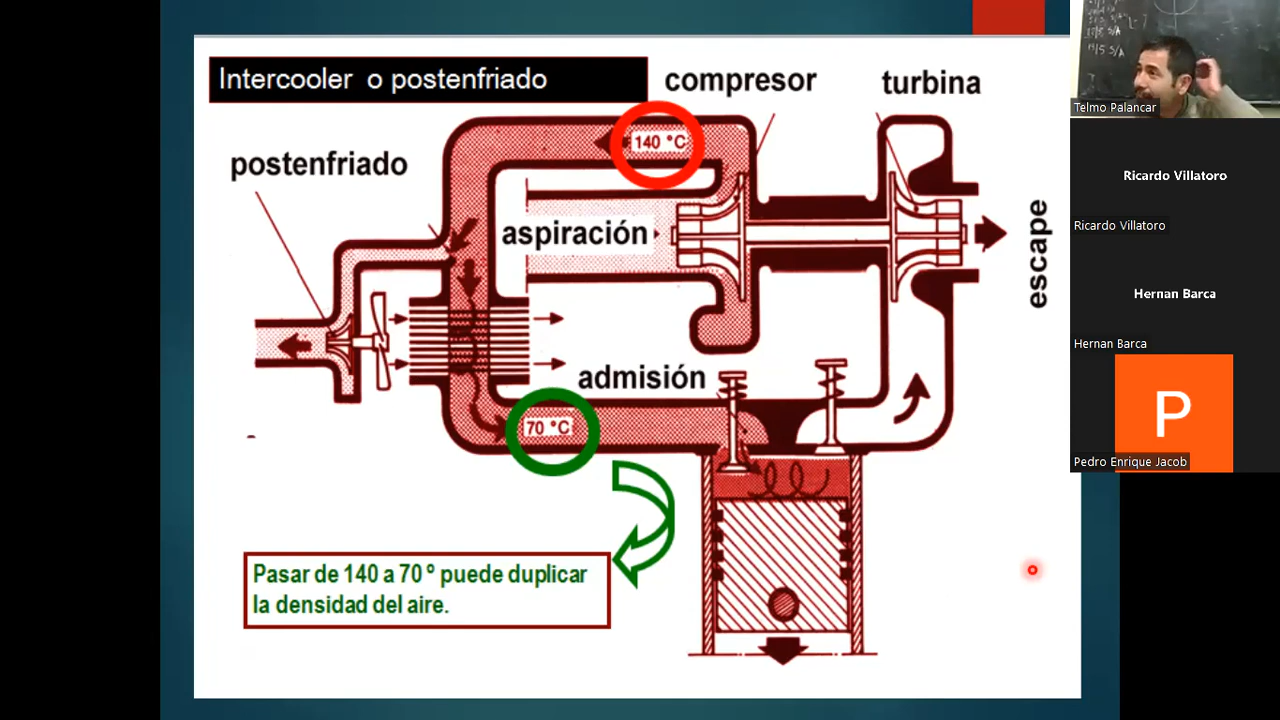 Intercooler o postenfriado
compresor
turbina
140 °C
postenfriado
aspiración
escape
admisión
70 °C
Pasar de 140 a 70 º puede duplicar
la densidad del aire.
Telmo Palancar
Ricardo Villatoro
Ricardo Villatoro
Hernan Barca
Hernan Barca
P
Pedro Enrique Jacob